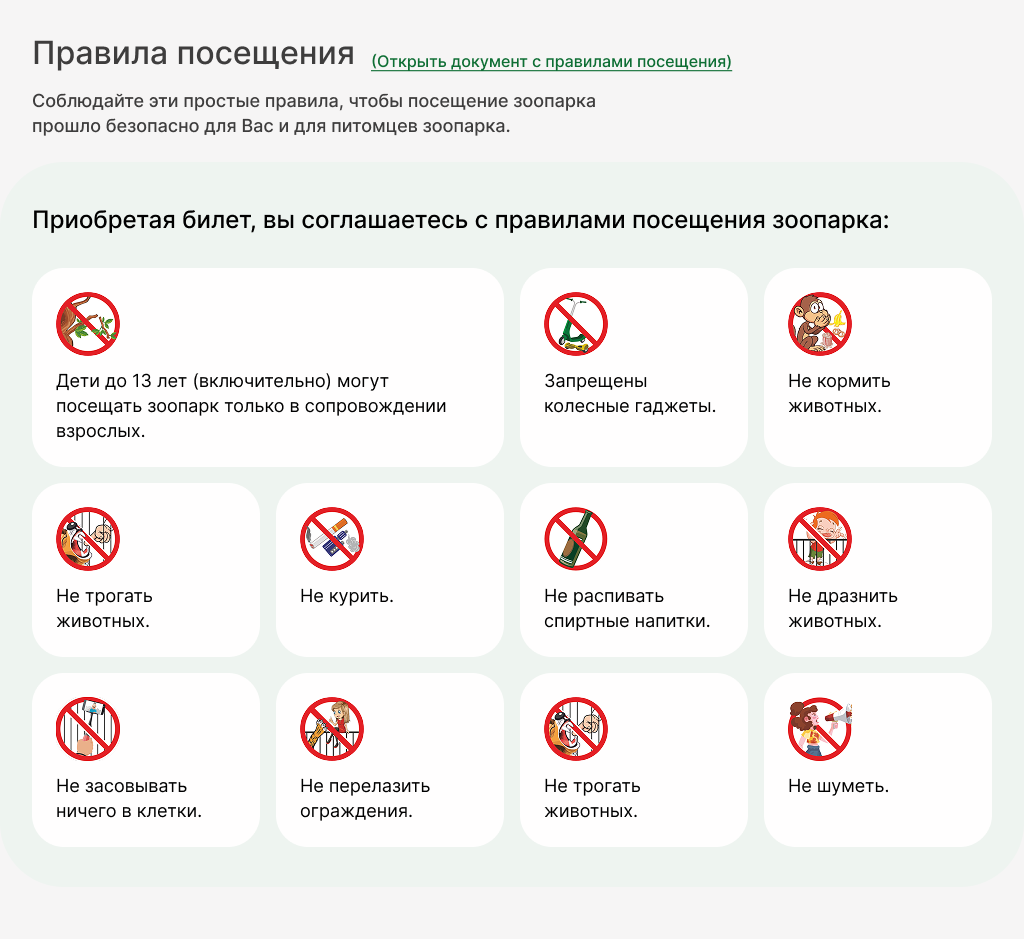 Правила посещения (Открыть документ с правилами посещения)
Соблюдайте эти простые правила, чтобы посещение зоопарка
прошло безопасно для Вас и для питомцев зоопарка.
Приобретая билет, вы соглашаетесь с правилами посещения зоопарка:
Дети до 13 лет (включительно) могут
посещать зоопарк только в сопровождении
взрослых.
Запрещены
колесные гаджеты.
Не кормить
животных.
Не трогать
животных.
Не курить.
Не распивать
спиртные напитки.
Не дразнить
животных.
Не засовывать
ничего в клетки.
Не перелазить
ограждения.
Не трогать
животных.
Не шуметь.